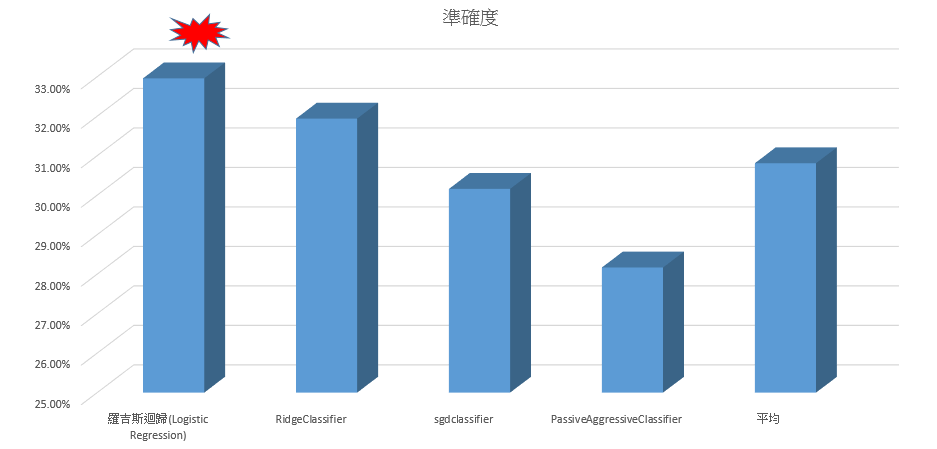 準確度
33.00%
32.00%
31.00%
30.00%
29.00%
28.00%
27.00%
26.00%
25.00%
羅吉斯迴歸(Logistic
Regression)
RidgeClassifier
sgdclassifier
PassiveAggressiveClassifier
平均